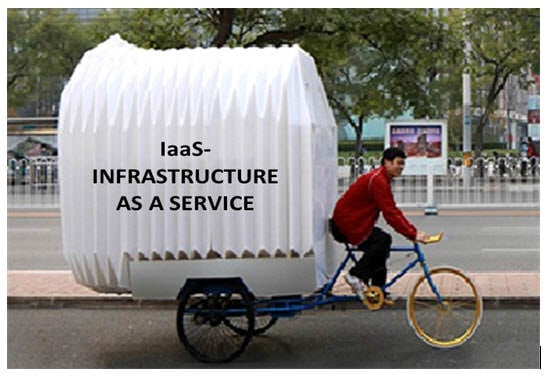 IaaS-
INFRASTRUCTURE
AS A SERVICE